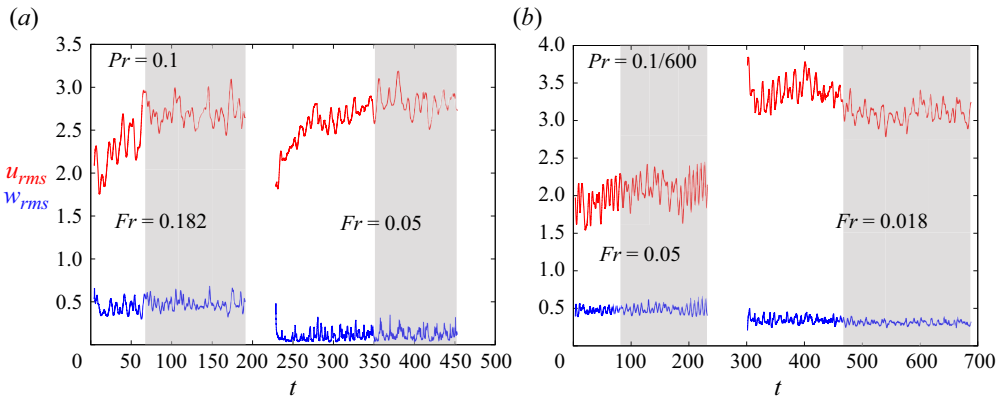 (a)
(b)
3.5
3.0
2.5
2.0
1.5
1.0
0.5
Pr = 0.1
Fr = 0.182
Fr = 0.05
u_rms
w_rms
0 50 100 150 200 250 300 350 400 450 500
t
4.0
3.5
3.0
2.5
2.0
1.5
1.0
0.5
0
Pr = 0.1/600
Fr = 0.05
Fr = 0.018
0 100 200 300 400 500 600 700
t